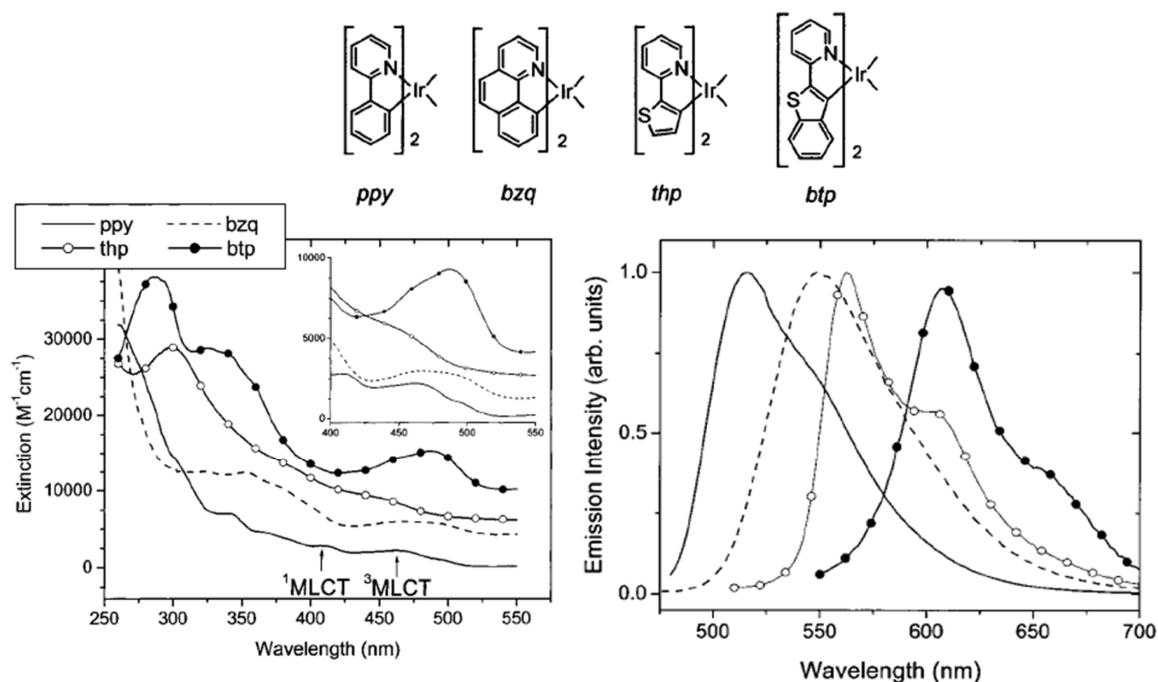 N
Ir
2
N
Ir
2
N
Ir
S
2
N
Ir
S
2
ppy
bzq
thp
btp
ppy
bzq
thp
btp
30000
20000
10000
0
Extinction (M⁻¹cm⁻¹)
250 300 350 400 450 500 550
Wavelength (nm)
¹MLCT
³MLCT
10000
5000
0
400 450 500 550
1.0
0.5
0.0
Emission Intensity (arb. units)
500 550 600 650 700
Wavelength (nm)